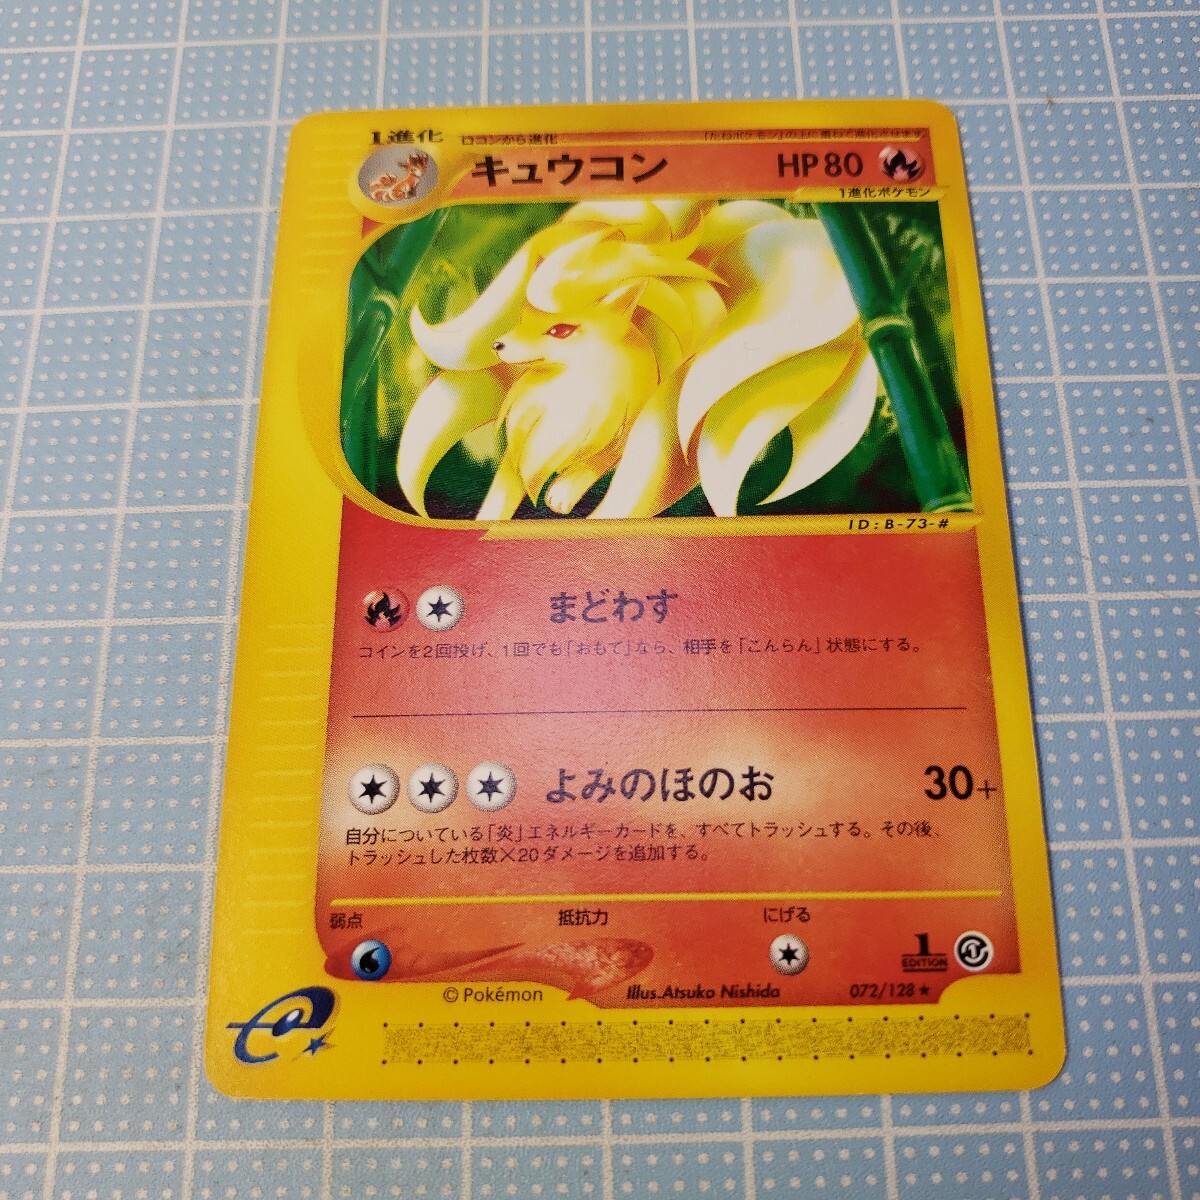 1進化 ロコンから進化 「たねポケモン」の上に重ねて進化させます
キュウコン HP80
1進化ポケモン
ID:B-73-#
まどわす
コインを2回投げ、1回でも「おもて」なら、相手を「こんらん」状態にする。
よみのほのお 30+
自分についている「炎」エネルギーカードを、すべてトラッシュする。その後、
トラッシュした枚数×20ダメージを追加する。
弱点 抵抗力 にげる
1 EDITION
© Pokémon Illus.Atsuko Nishida 072/128 ★
e